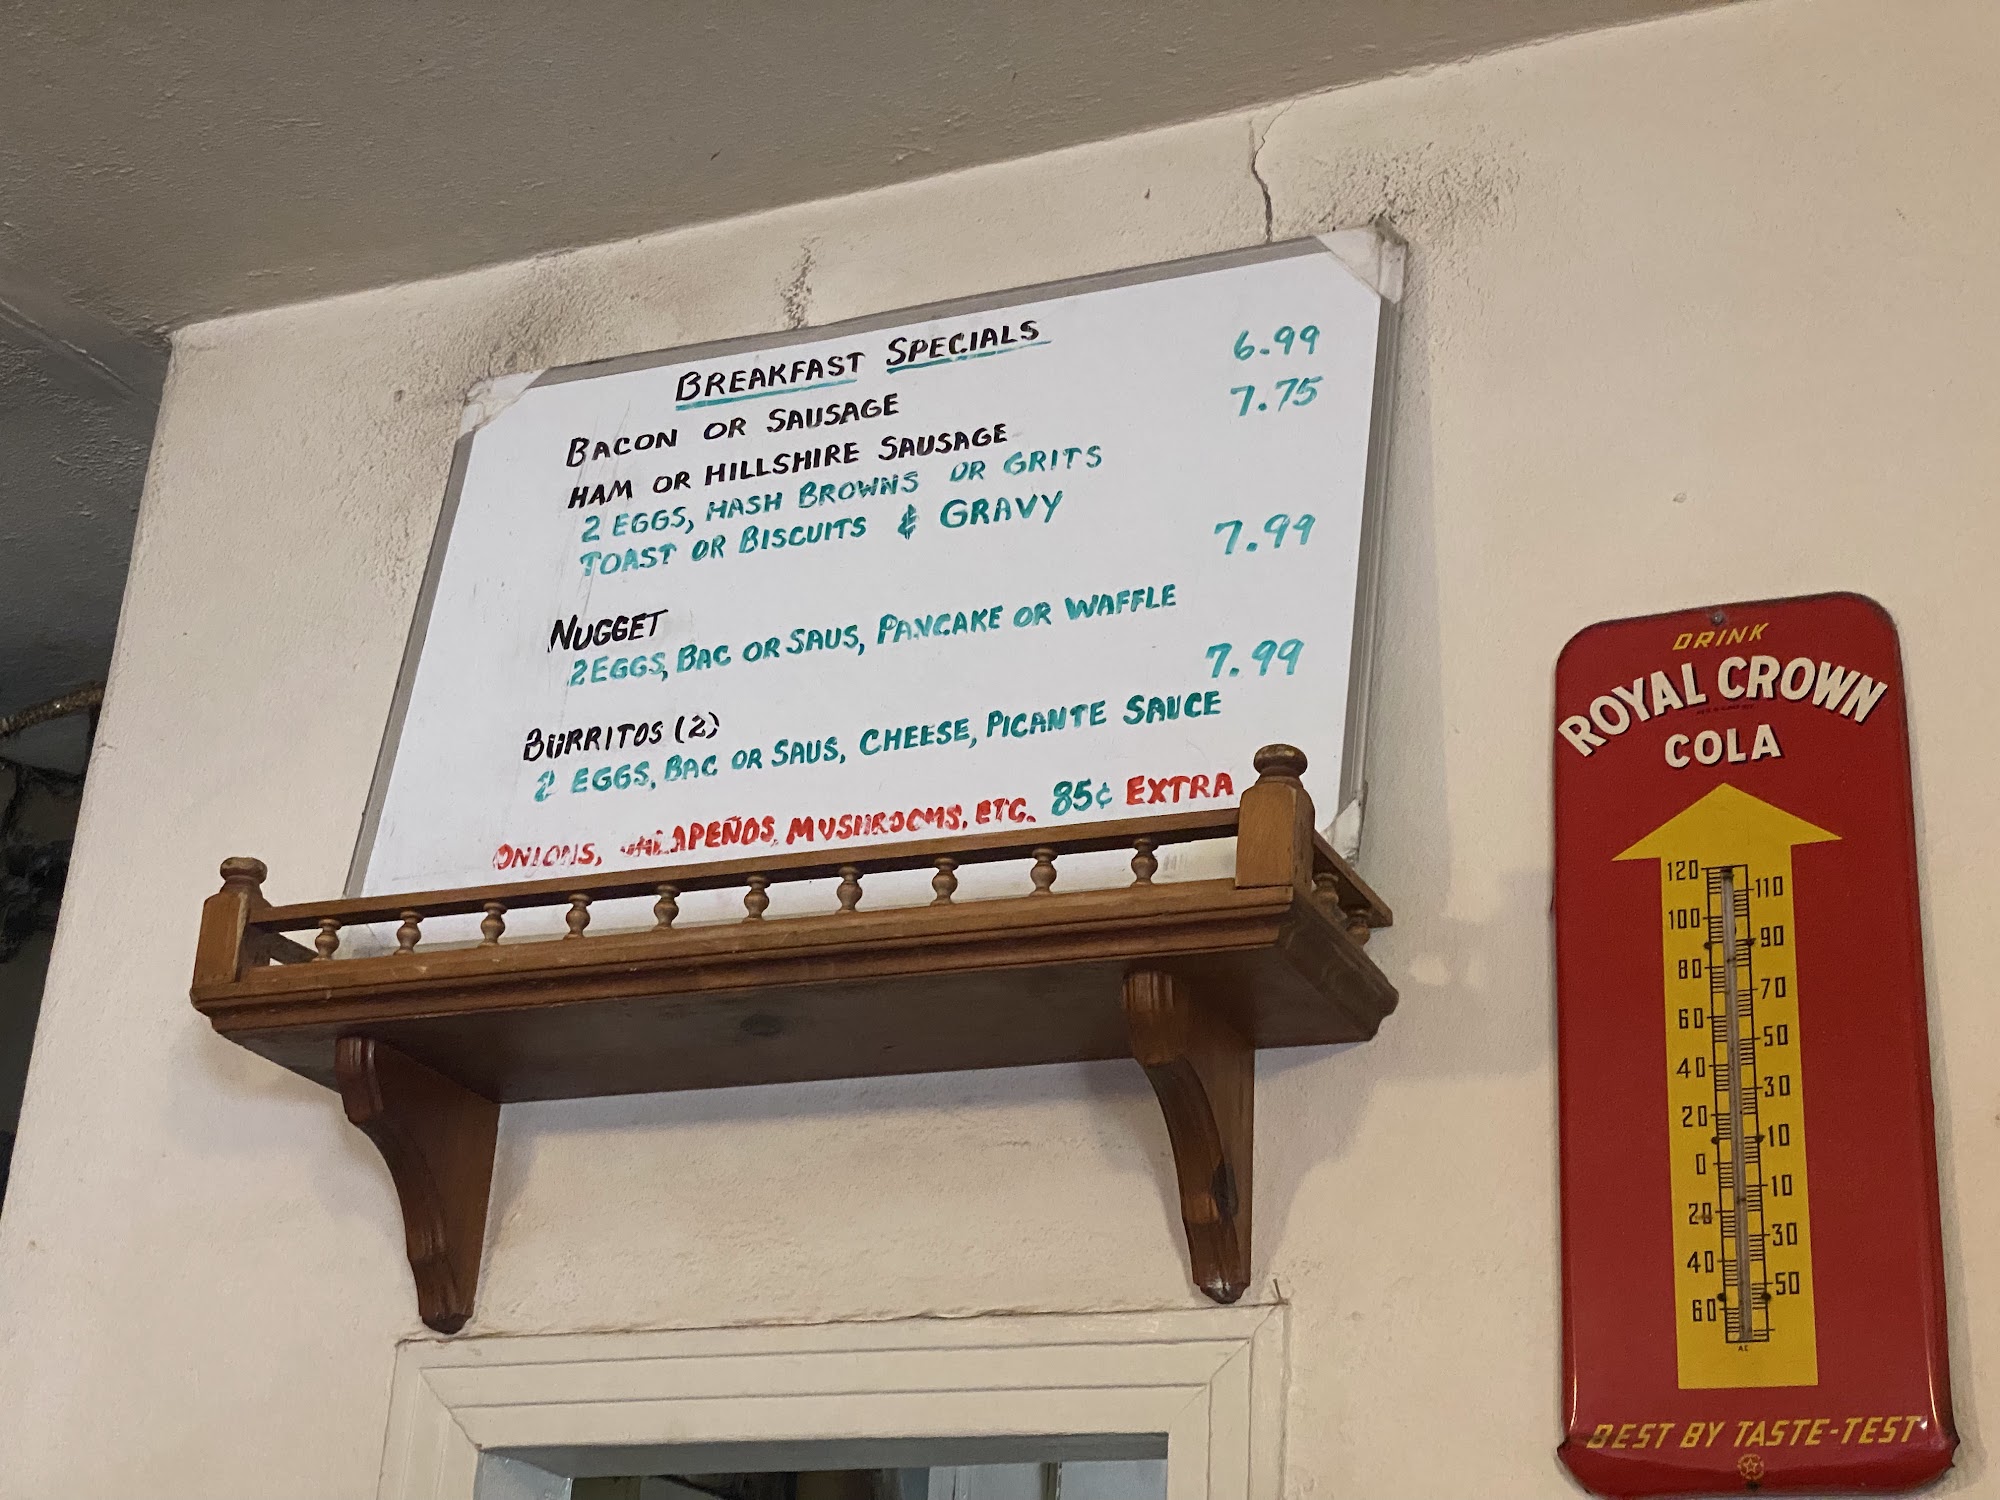 BREAKFAST SPECIALS
BACON OR SAUSAGE 6.99
HAM OR HILLSHIRE SAUSAGE 7.75
2 EGGS, HASH BROWNS OR GRITS
TOAST OR BISCUITS & GRAVY
NUGGET 7.99
2 EGGS, BAC OR SAUS, PANCAKE OR WAFFLE
BURRITOS (2) 7.99
2 EGGS, BAC OR SAUS, CHEESE, PICANTE SAUCE
ONIONS, JALAPEÑOS, MUSHROOMS, ETC. 85¢ EXTRA
DRINK
ROYAL CROWN
COLA
120 110
100 90
80 70
60 50
40 30
20 10
0 10
20 30
40 50
60
A.C
BEST BY TASTE-TEST